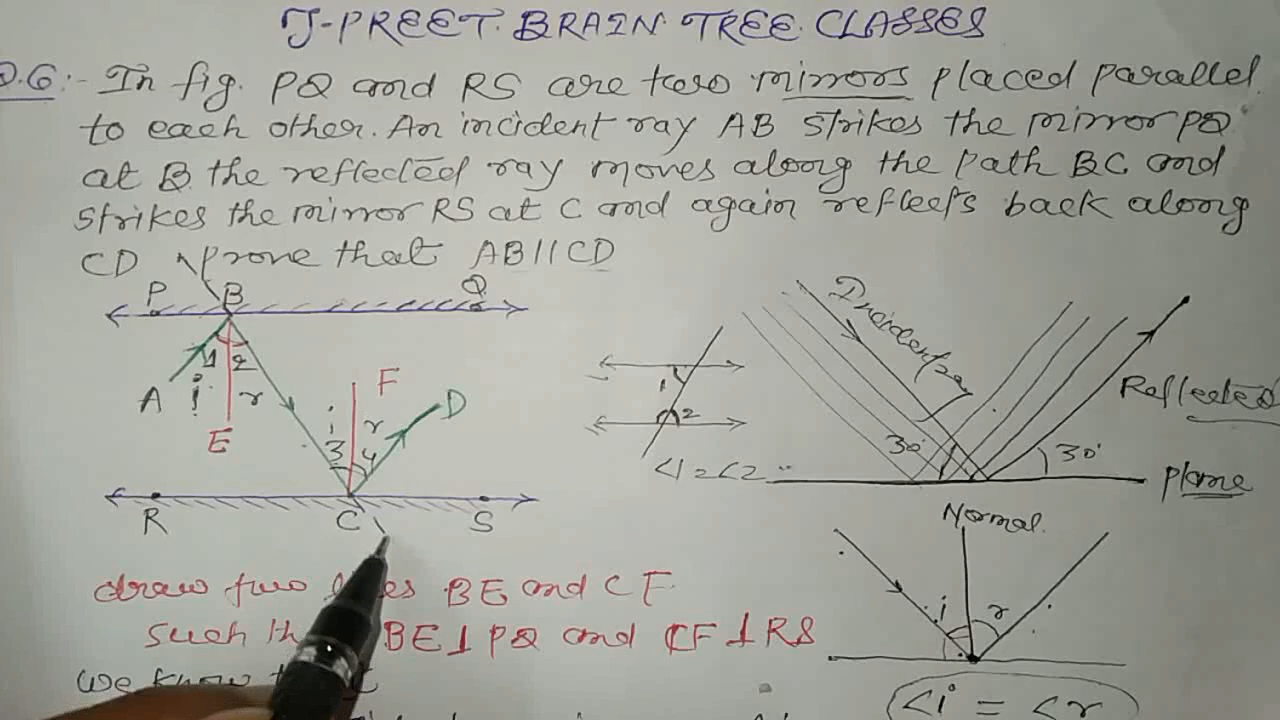 J-PREET. BRAIN TREE. CLASSES
Q.6:- In fig. PQ and RS are two mirrors placed parallel
to each other. An incident ray AB strikes the mirror PQ
at B. the reflected ray moves along the path BC and
strikes the mirror RS at C and again reflects back along
CD, prove that AB||CD
P B Q
1 2
A i r
E
F
D
i r
3 4
R C S
1
2
<1=<2
Incident ray
Reflected
30°
30°
plane
Normal
i r
<i = <r
draw two lines BE and CF
such BE⊥PQ and CF⊥RS
we know